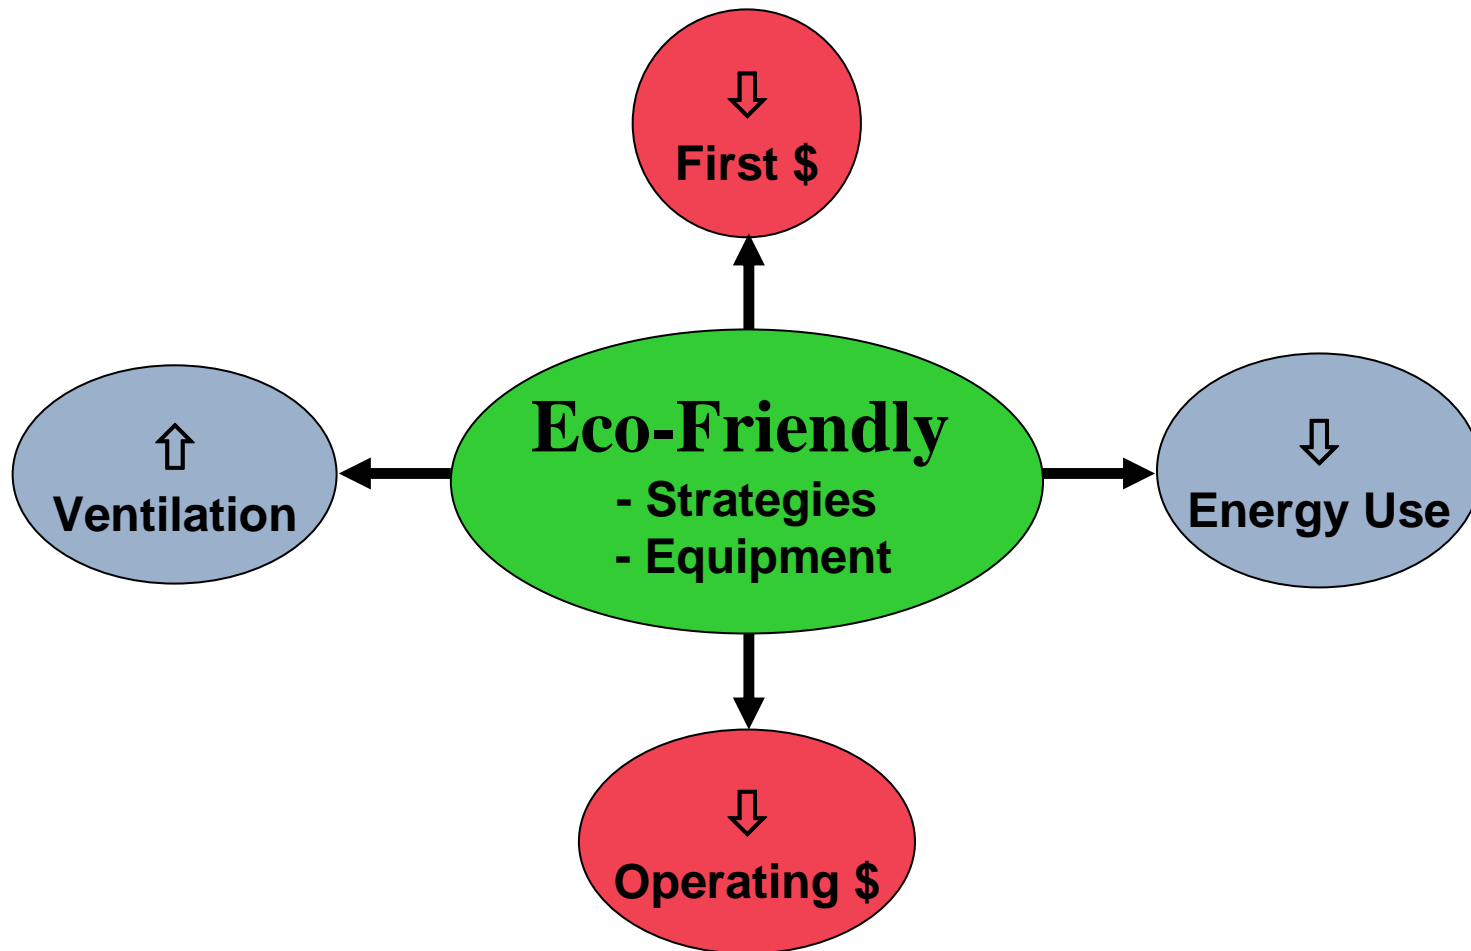 ⇩
First $
Eco-Friendly
- Strategies
- Equipment
⇧
Ventilation
⇩
Energy Use
⇩
Operating $